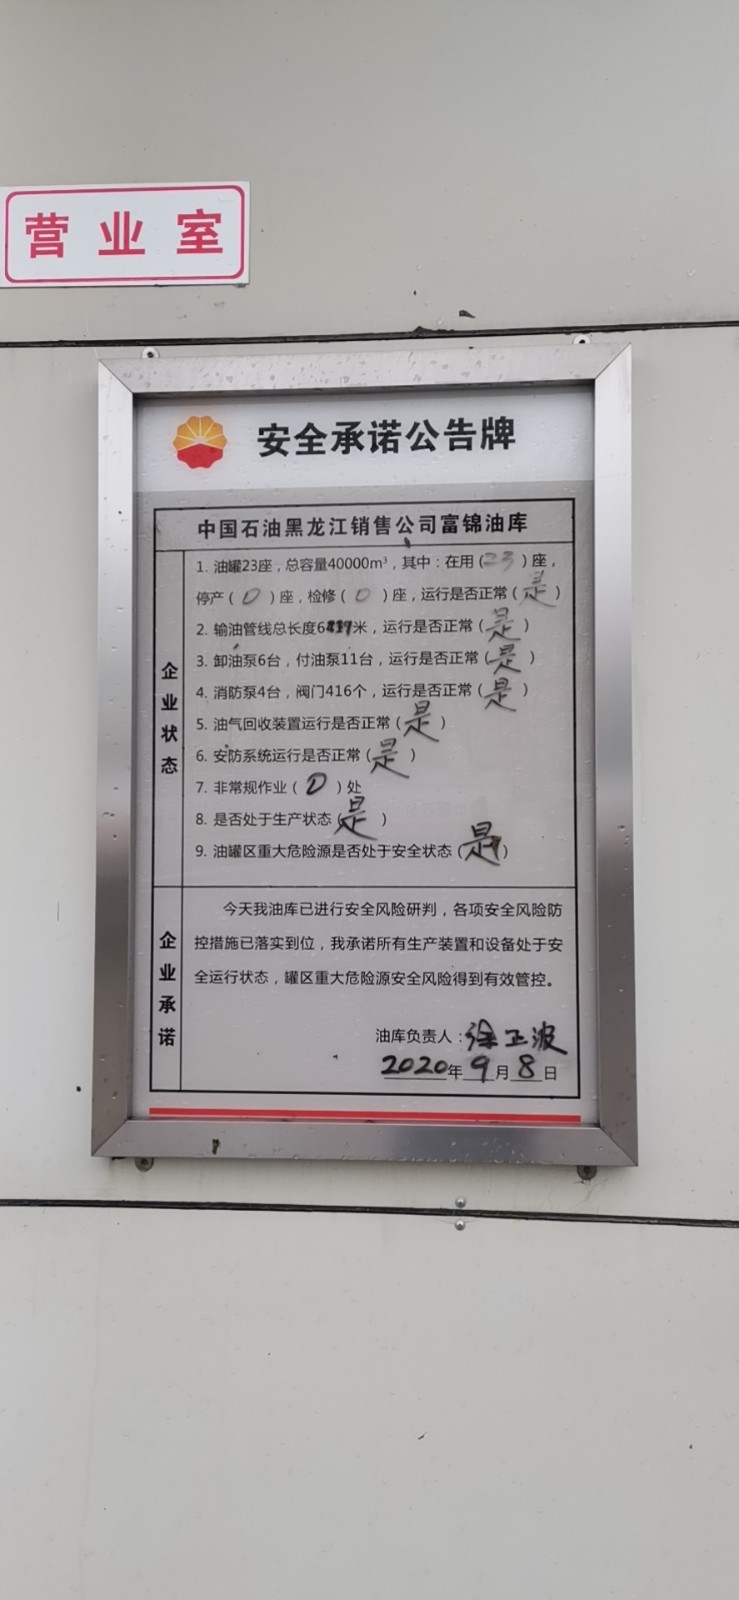 营业室
安全承诺公告牌
中国石油黑龙江销售公司富锦油库
企业状态
1. 油罐23座，总容量40000m³，其中：在用(23)座，
停产(0)座，检修(0)座，运行是否正常(是)
2. 输油管线总长度米，运行是否正常(是)
3. 卸油泵6台，付油泵11台，运行是否正常(是)
4. 消防泵4台，阀门416个，运行是否正常(是)
5. 油气回收装置运行是否正常(是)
6. 安防系统运行是否正常(是)
7. 非常规作业(0)处
8. 是否处于生产状态(是)
9. 油罐区重大危险源是否处于安全状态(是)
企业承诺
今天我油库已进行安全风险研判，各项安全风险防
控措施已落实到位，我承诺所有生产装置和设备处于安
全运行状态，罐区重大危险源安全风险得到有效管控。
油库负责人：徐正波
2020年9月8日